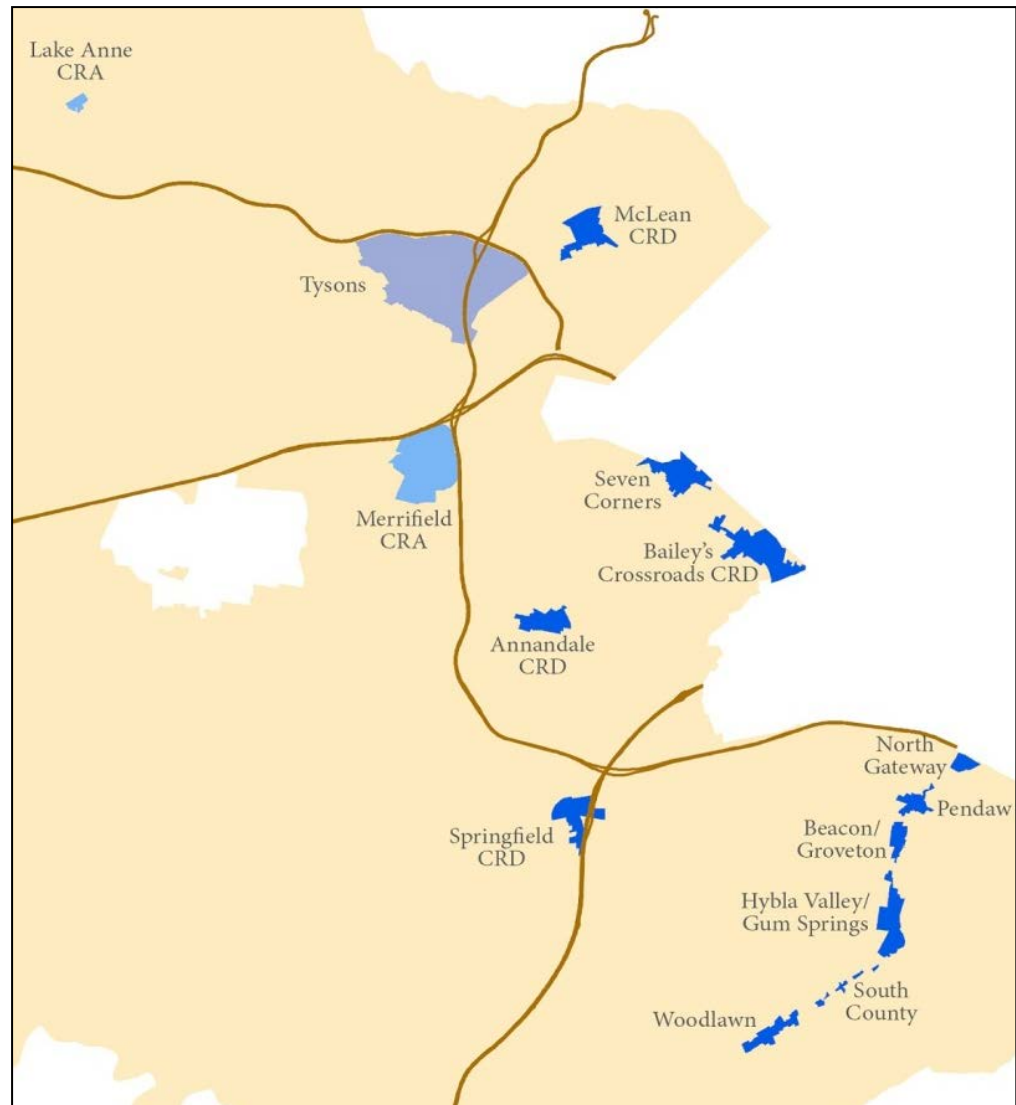 Lake Anne
CRA
McLean
CRD
Tysons
Seven
Corners
Merrifield
CRA
Bailey’s
Crossroads CRD
Annandale
CRD
North
Gateway
Pendaw
Springfield
CRD
Beacon/
Groveton
Hybla Valley/
Gum Springs
South
County
Woodlawn